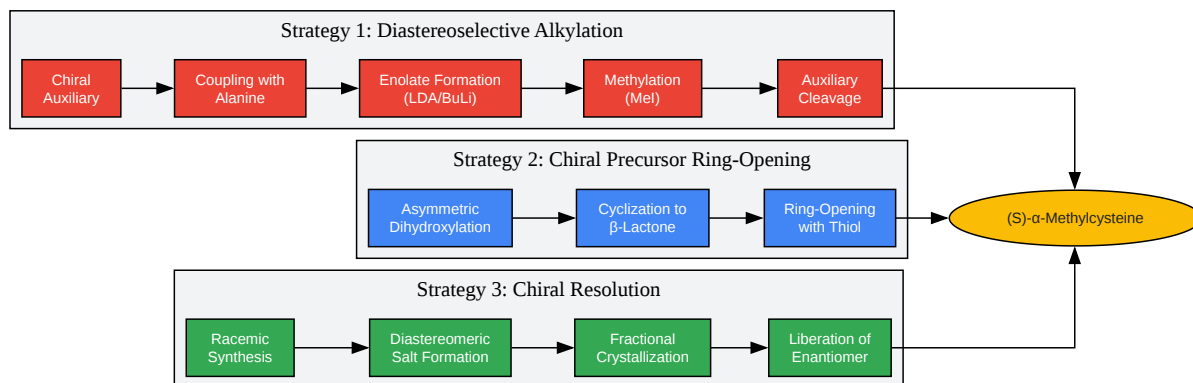 Strategy 1: Diastereoselective Alkylation
Chiral
Auxiliary
Coupling with
Alanine
Enolate Formation
(LDA/BuLi)
Methylation
(MeI)
Auxiliary
Cleavage
Strategy 2: Chiral Precursor Ring-Opening
Asymmetric
Dihydroxylation
Cyclization to
β-Lactone
Ring-Opening
with Thiol
(S)-α-Methylcysteine
Strategy 3: Chiral Resolution
Racemic
Synthesis
Diastereomeric
Salt Formation
Fractional
Crystallization
Liberation of
Enantiomer